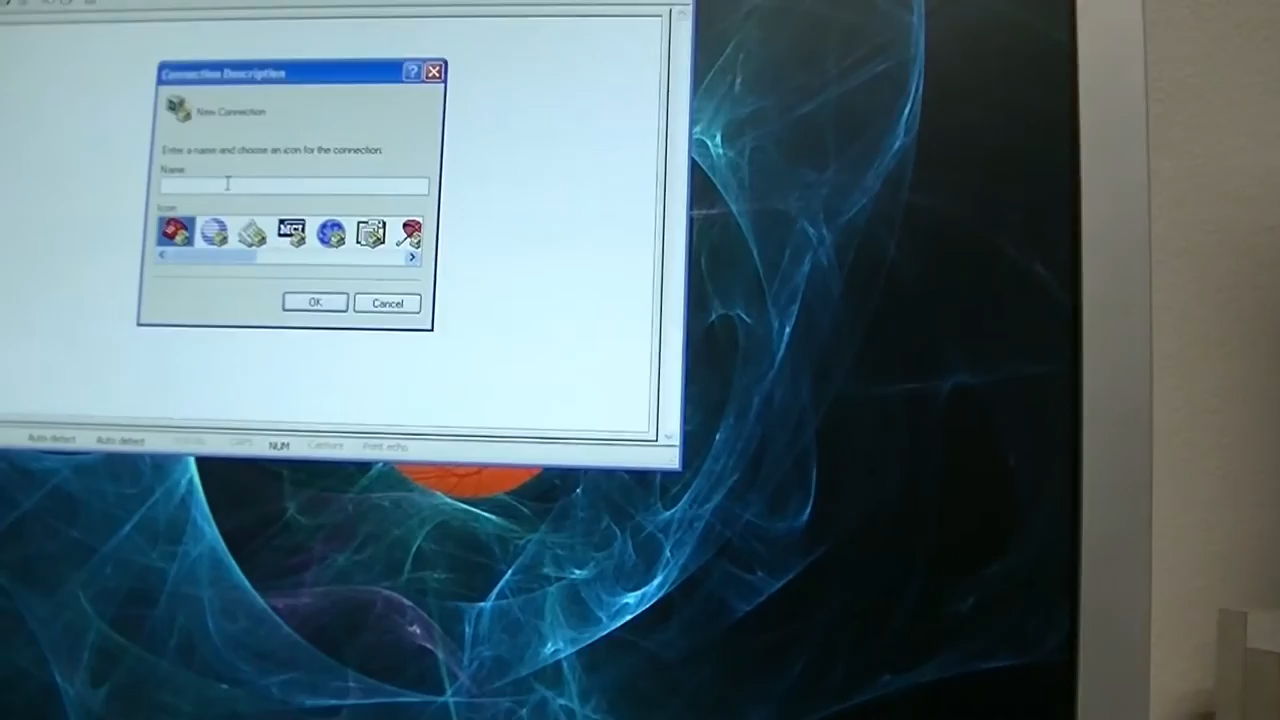 Connection Description
New Connection
Enter a name and choose an icon for the connection:
Name:
Icon:
MCI
OK
Cancel
Auto detect
Auto detect
NUM
Capture
Print echo